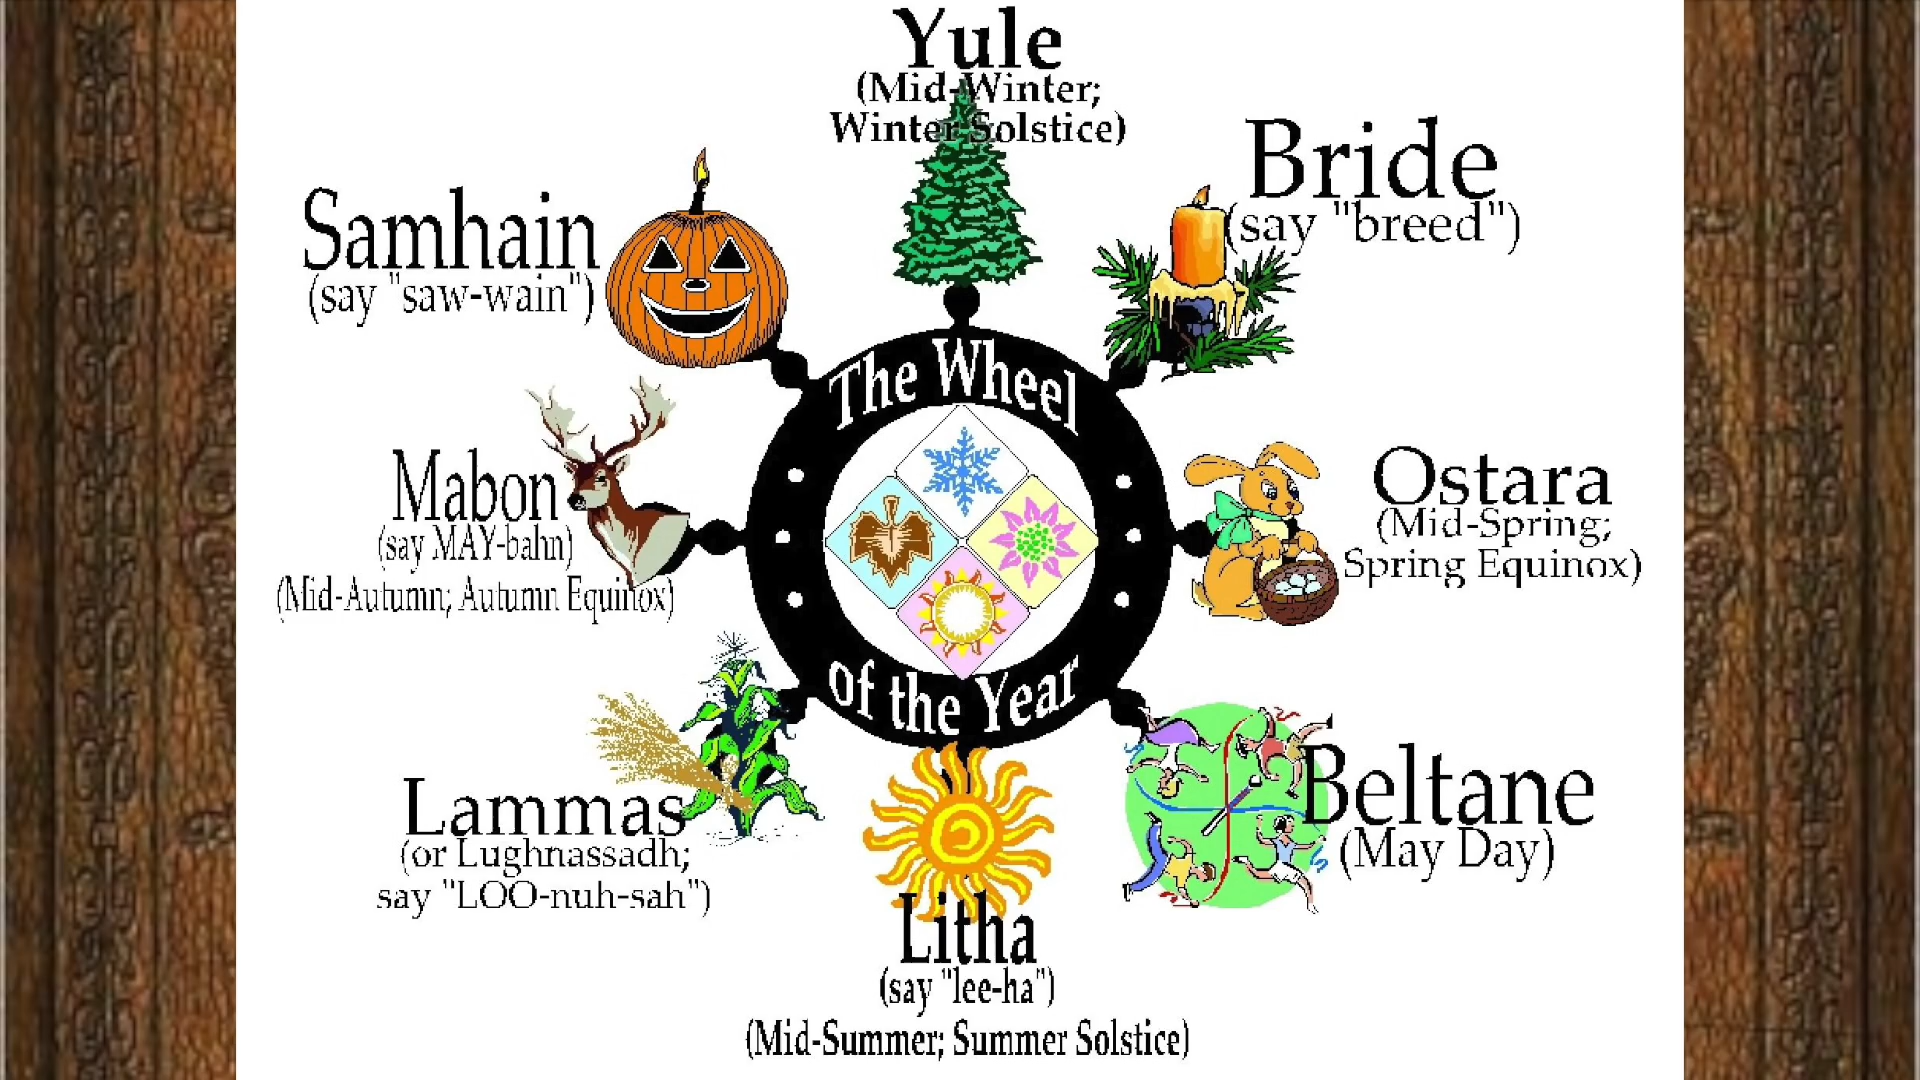 Yule
(Mid-Winter;
Winter Solstice)
Bride
(say "breed")
Samhain
(say "saw-wain")
The Wheel
of the Year
Mabon
(say MAY-bahn)
(Mid-Autumn; Autumn Equinox)
Ostara
(Mid-Spring;
Spring Equinox)
Lammas
(or Lughnassadh;
say "LOO-nuh-sah")
Beltane
(May Day)
Litha
(say "lee-ha")
(Mid-Summer; Summer Solstice)